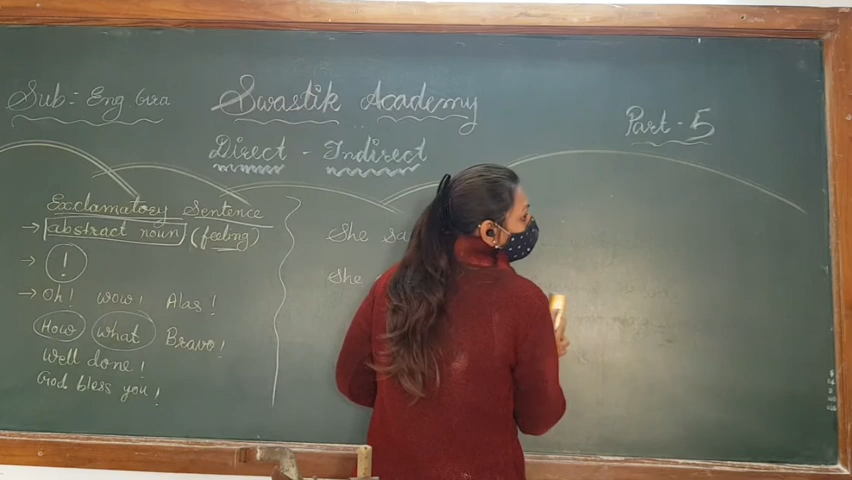 Sub:- Eng Gra
Swastik Academy
Part-5
Direct - Indirect
Exclamatory Sentence
→ abstract noun (feeling)
→ !
→ Oh! wow! Alas!
How what Bravo!
Well done!
God bless you!
She
She